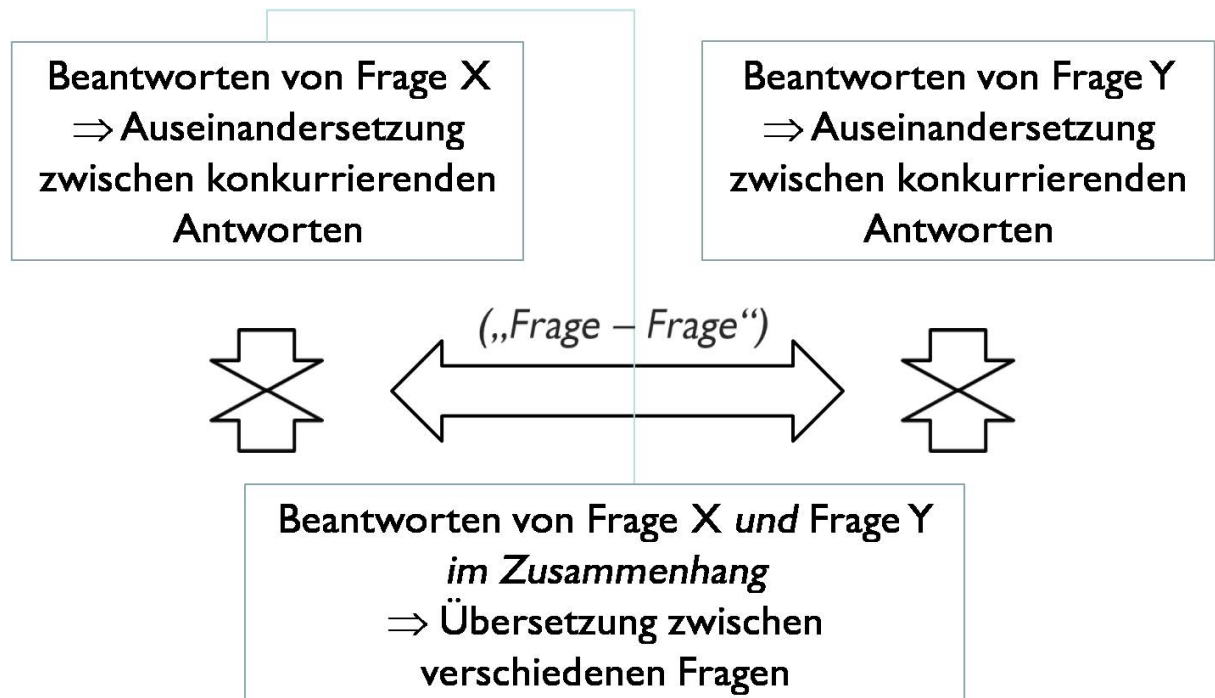 Beantworten von Frage X
⇒ Auseinandersetzung
zwischen konkurrierenden
Antworten
Beantworten von Frage Y
⇒ Auseinandersetzung
zwischen konkurrierenden
Antworten
(„Frage – Frage“)
Beantworten von Frage X und Frage Y
im Zusammenhang
⇒ Übersetzung zwischen
verschiedenen Fragen